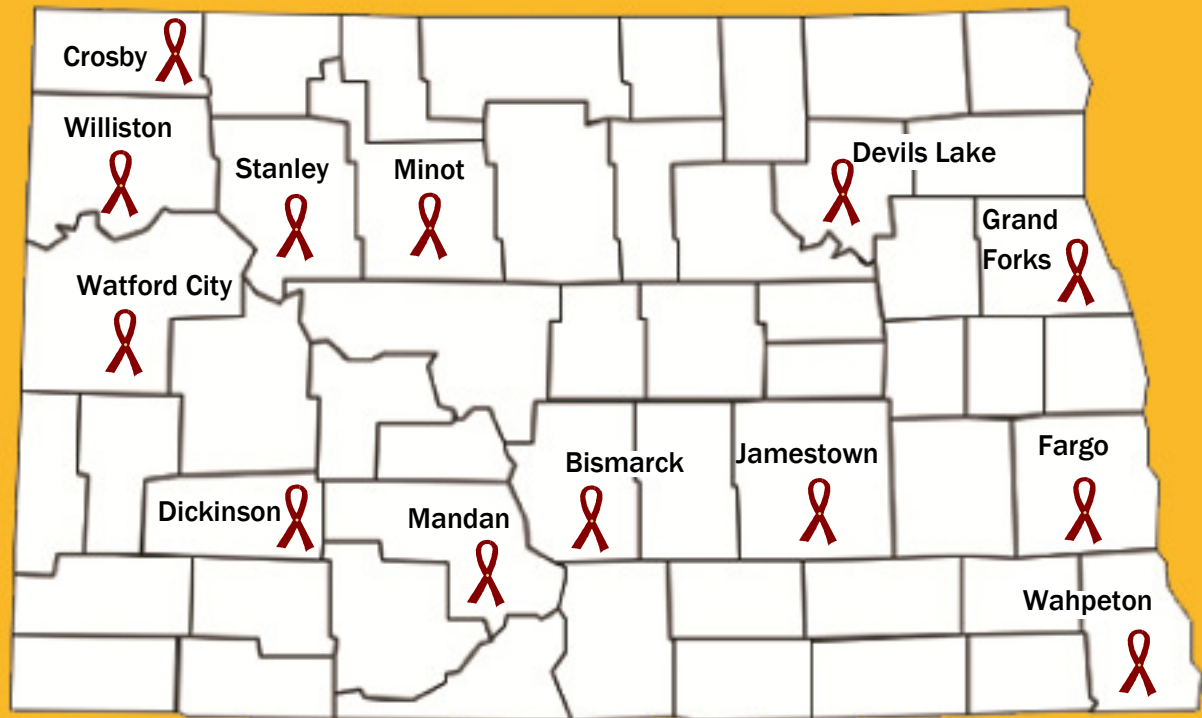 Crosby
Williston
Stanley
Minot
Devils Lake
Grand
Forks
Watford City
Bismarck
Jamestown
Fargo
Dickinson
Mandan
Wahpeton